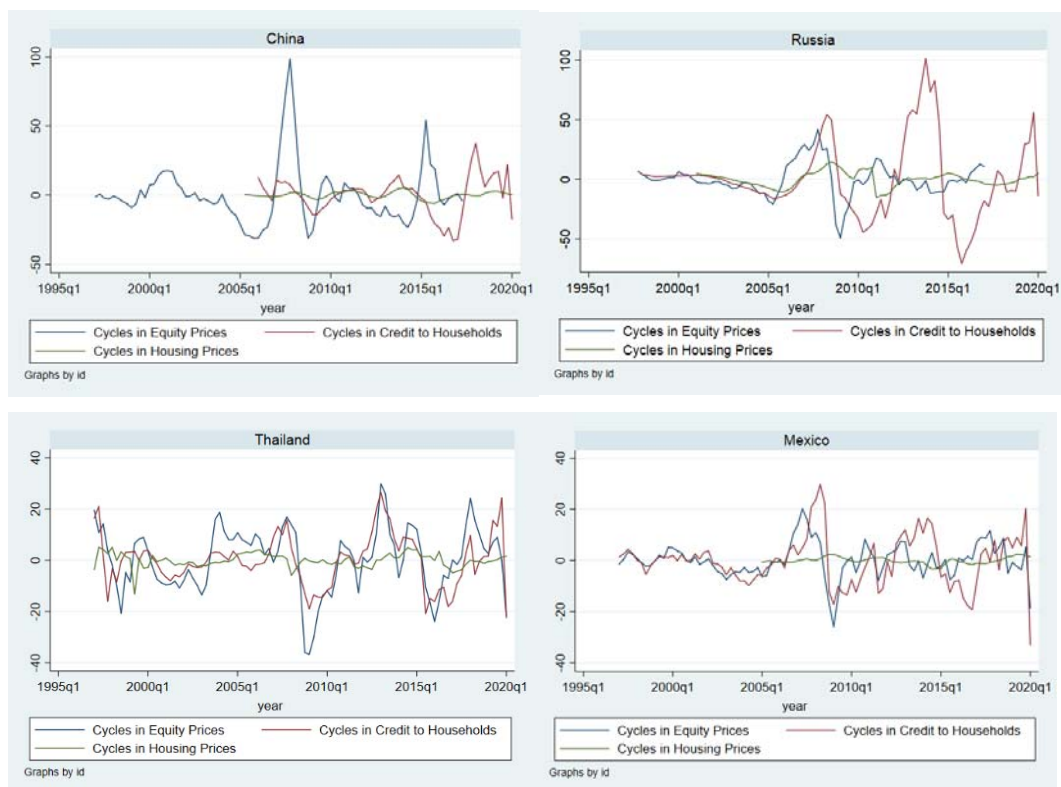 China
100
50
0
-50
1995q1 2000q1 2005q1 2010q1 2015q1 2020q1
year
Cycles in Equity Prices Cycles in Credit to Households
Cycles in Housing Prices
Graphs by id
Russia
100
50
0
-50
1995q1 2000q1 2005q1 2010q1 2015q1 2020q1
year
Cycles in Equity Prices Cycles in Credit to Households
Cycles in Housing Prices
Graphs by id
Thailand
40
20
0
-20
-40
1995q1 2000q1 2005q1 2010q1 2015q1 2020q1
year
Cycles in Equity Prices Cycles in Credit to Households
Cycles in Housing Prices
Graphs by id
Mexico
40
20
0
-20
-40
1995q1 2000q1 2005q1 2010q1 2015q1 2020q1
year
Cycles in Equity Prices Cycles in Credit to Households
Cycles in Housing Prices
Graphs by id